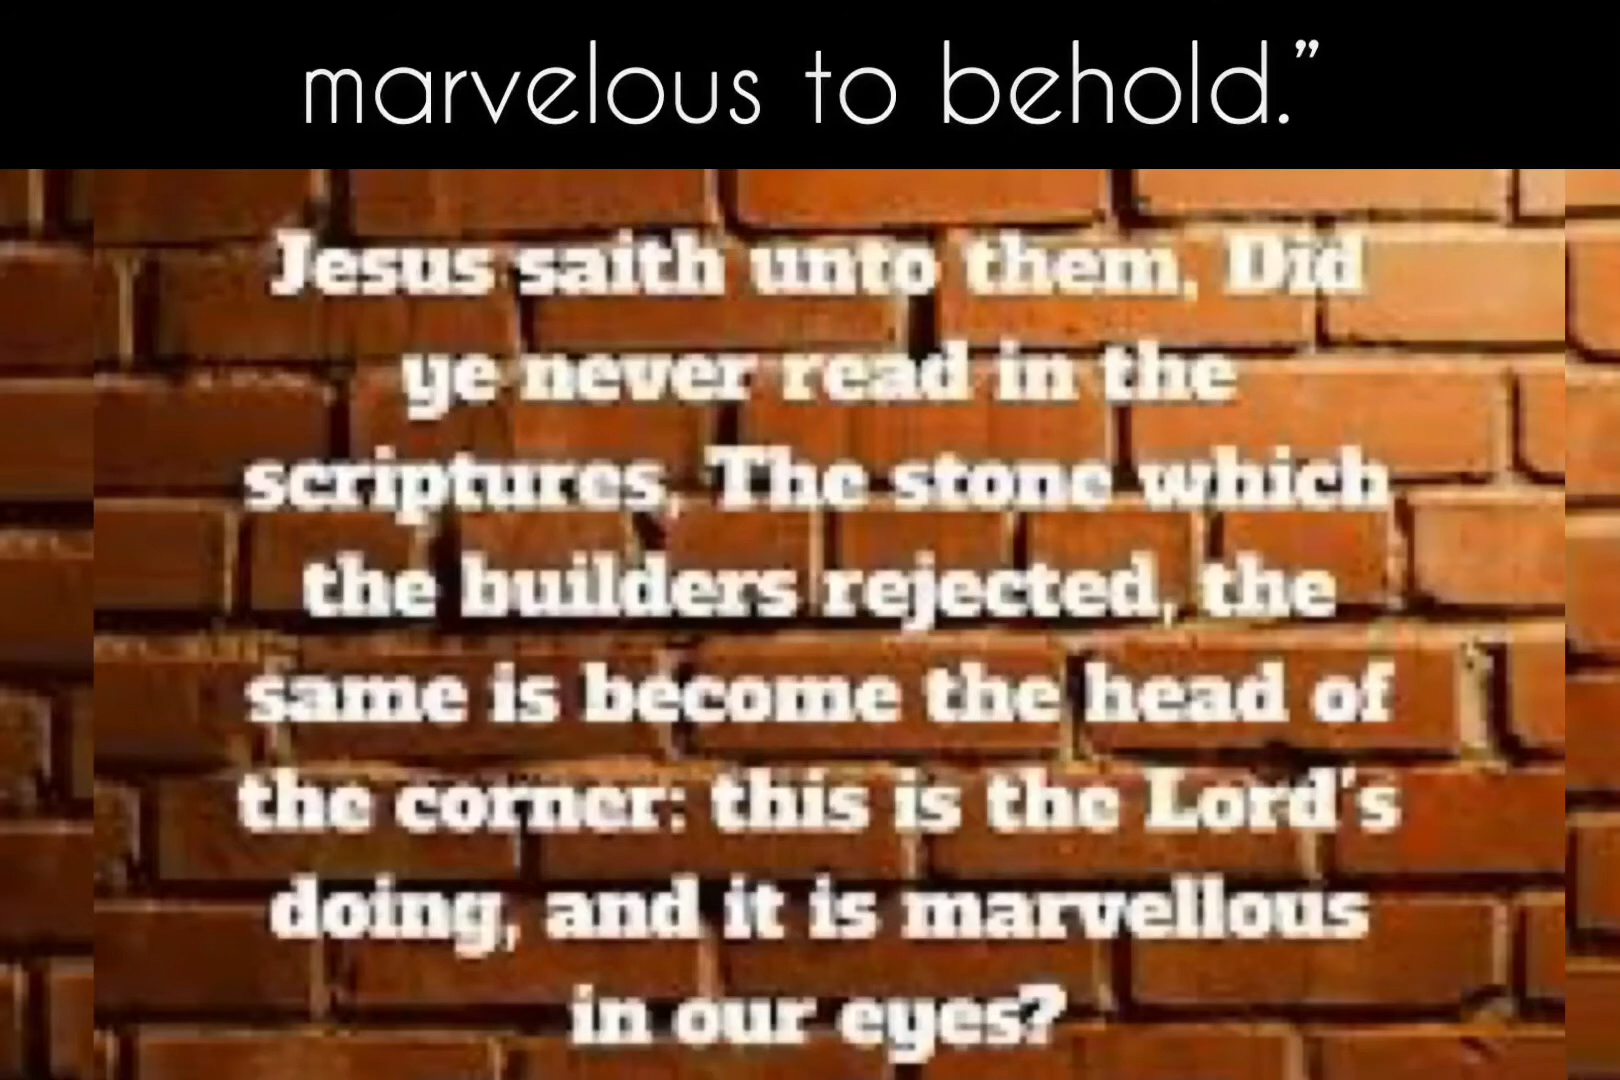 marvelous to behold.”
Jesus saith unto them, Did
ye never read in the
scriptures, The stone which
the builders rejected, the
same is become the head of
the corner: this is the Lord's
doing, and it is marvellous
in our eyes?